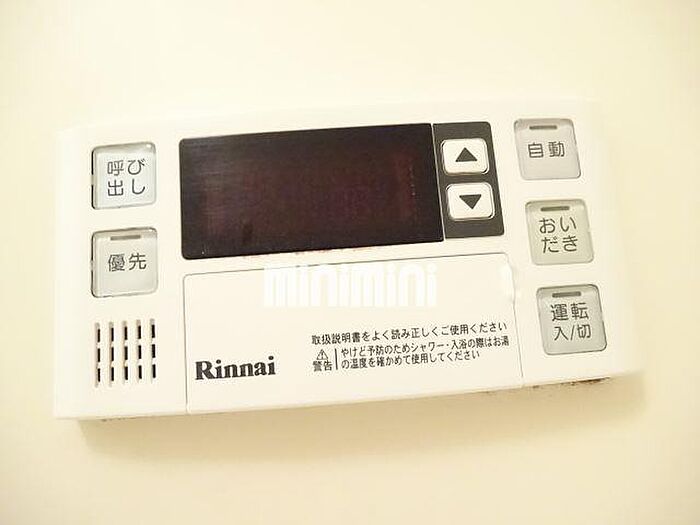 呼び
出し
優先
自動
おい
だき
運転
入/切
minimini
取扱説明書をよく読み正しくご使用ください
警告
やけど予防のためシャワー・入浴の際はお湯
の温度を確かめて使用してください
Rinnai